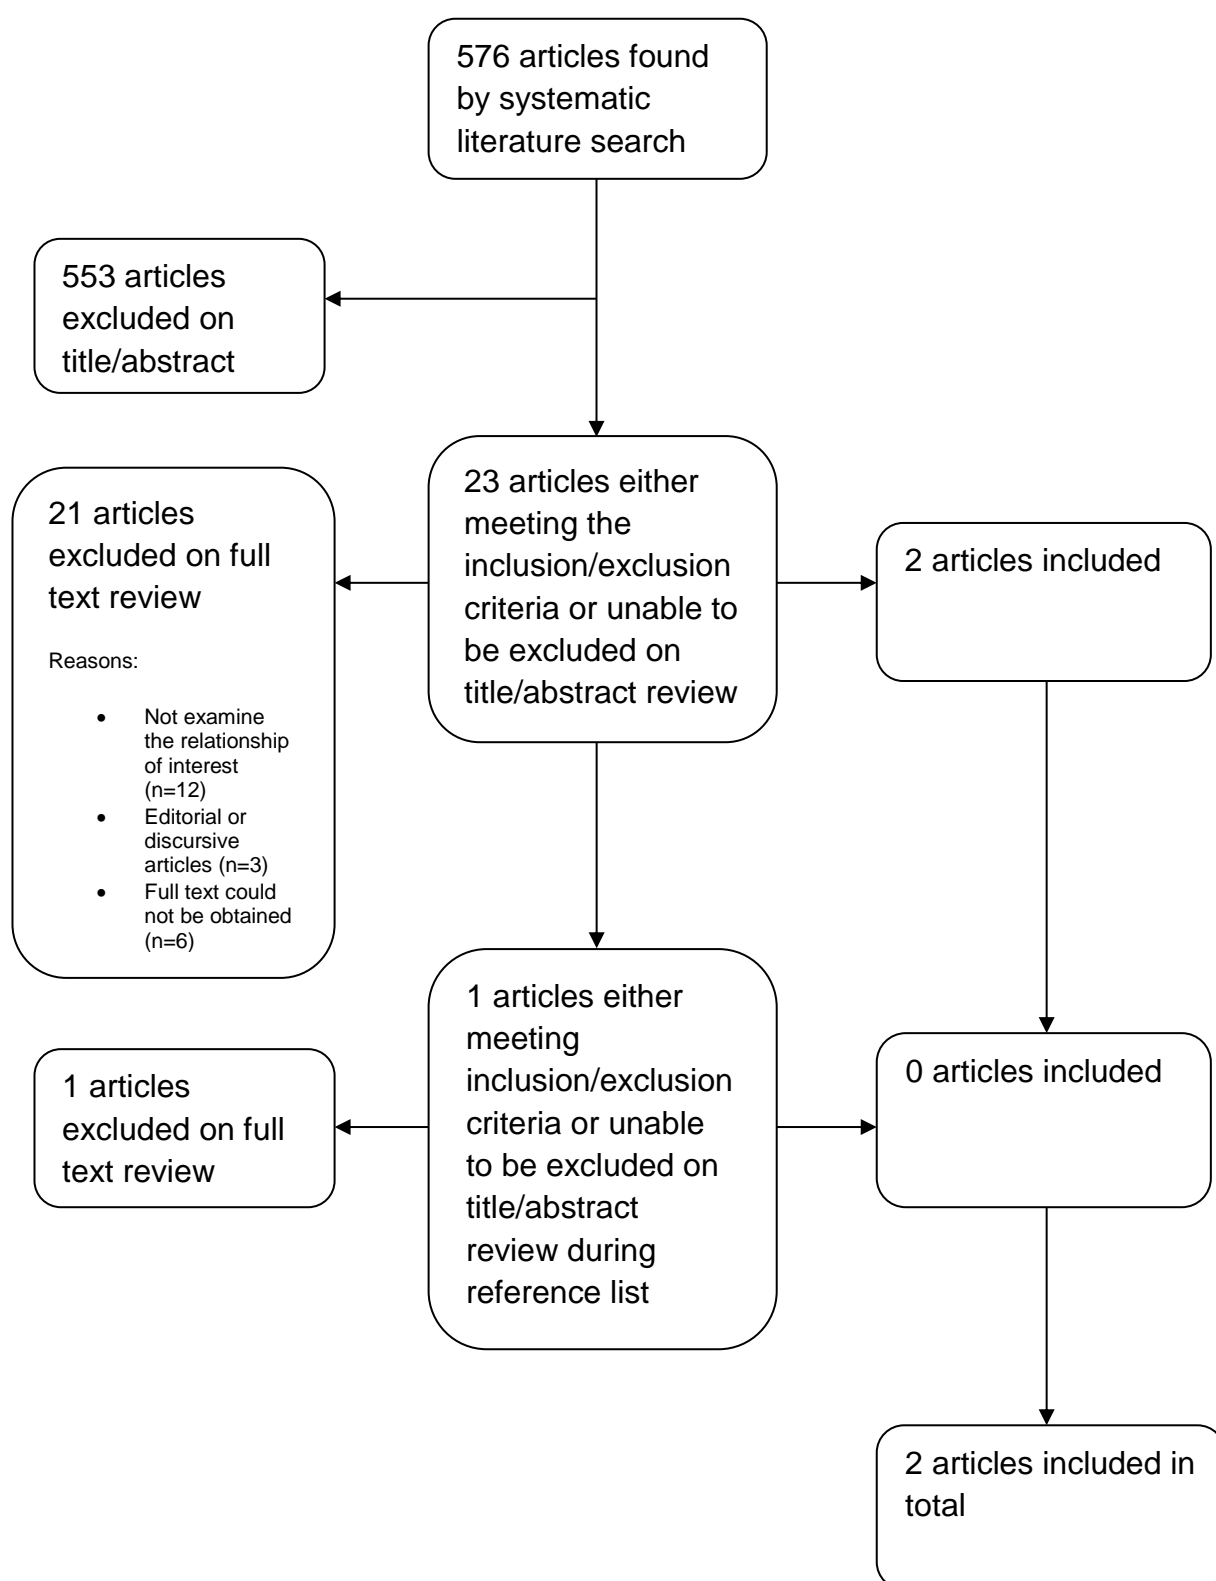 576 articles found
by systematic
literature search
553 articles
excluded on
title/abstract
23 articles either
meeting the
inclusion/exclusion
criteria or unable to
be excluded on
title/abstract review
21 articles
excluded on full
text review
Reasons:
• Not examine
the relationship
of interest
(n=12)
• Editorial or
discursive
articles (n=3)
• Full text could
not be obtained
(n=6)
2 articles included
1 articles either
meeting
inclusion/exclusion
criteria or unable
to be excluded on
title/abstract
review during
reference list
1 articles
excluded on full
text review
0 articles included
2 articles included in
total